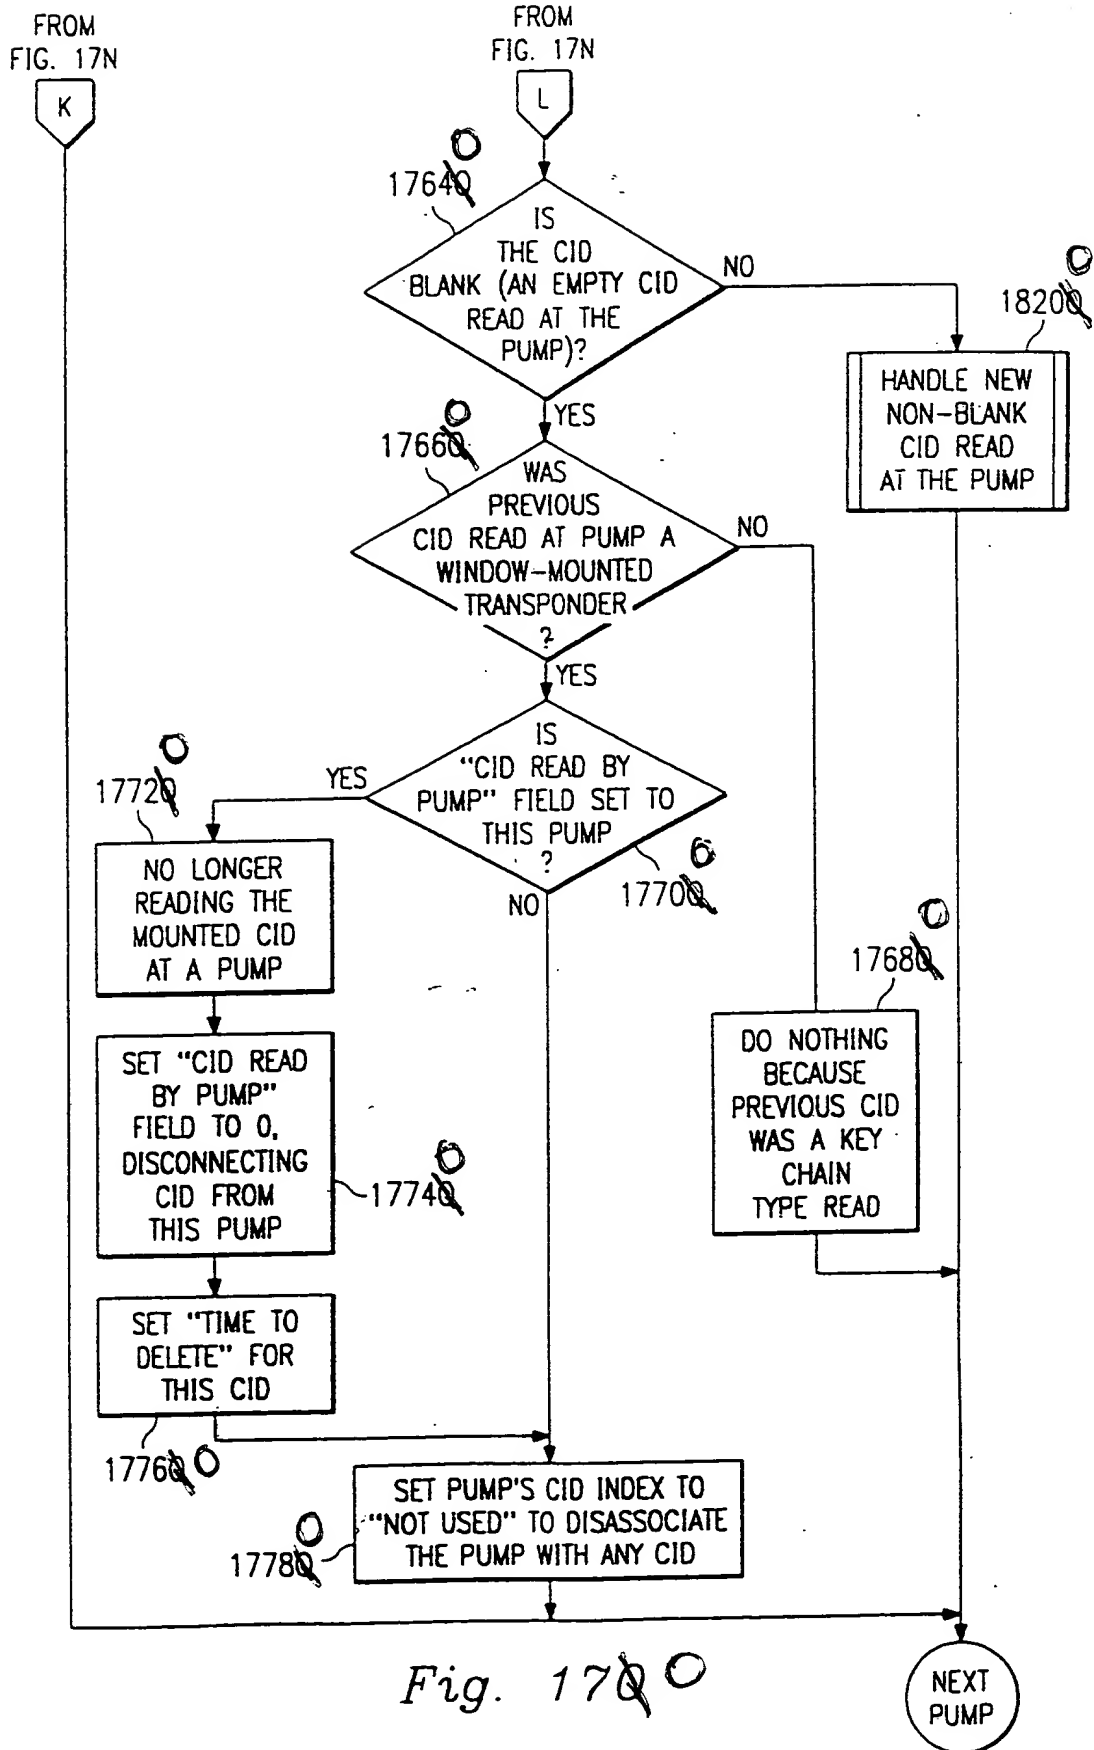 FROM
FIG. 17N
K
FROM
FIG. 17N
L
O
17640
IS
THE CID
BLANK (AN EMPTY CID
READ AT THE
PUMP)?
NO
YES
O
18200
HANDLE NEW
NON-BLANK
CID READ
AT THE PUMP
O
17660
WAS
PREVIOUS
CID READ AT PUMP A
WINDOW-MOUNTED
TRANSPONDER
?
NO
YES
IS
"CID READ BY
PUMP" FIELD SET TO
THIS PUMP
?
YES
NO
O
17700
O
17720
NO LONGER
READING THE
MOUNTED CID
AT A PUMP
O
17680
DO NOTHING
BECAUSE
PREVIOUS CID
WAS A KEY
CHAIN
TYPE READ
SET "CID READ
BY PUMP"
FIELD TO 0,
DISCONNECTING
CID FROM
THIS PUMP
O
17740
SET "TIME TO
DELETE" FOR
THIS CID
17760 O
SET PUMP'S CID INDEX TO
"NOT USED" TO DISASSOCIATE
THE PUMP WITH ANY CID
O
17780
Fig. 170 O
NEXT
PUMP